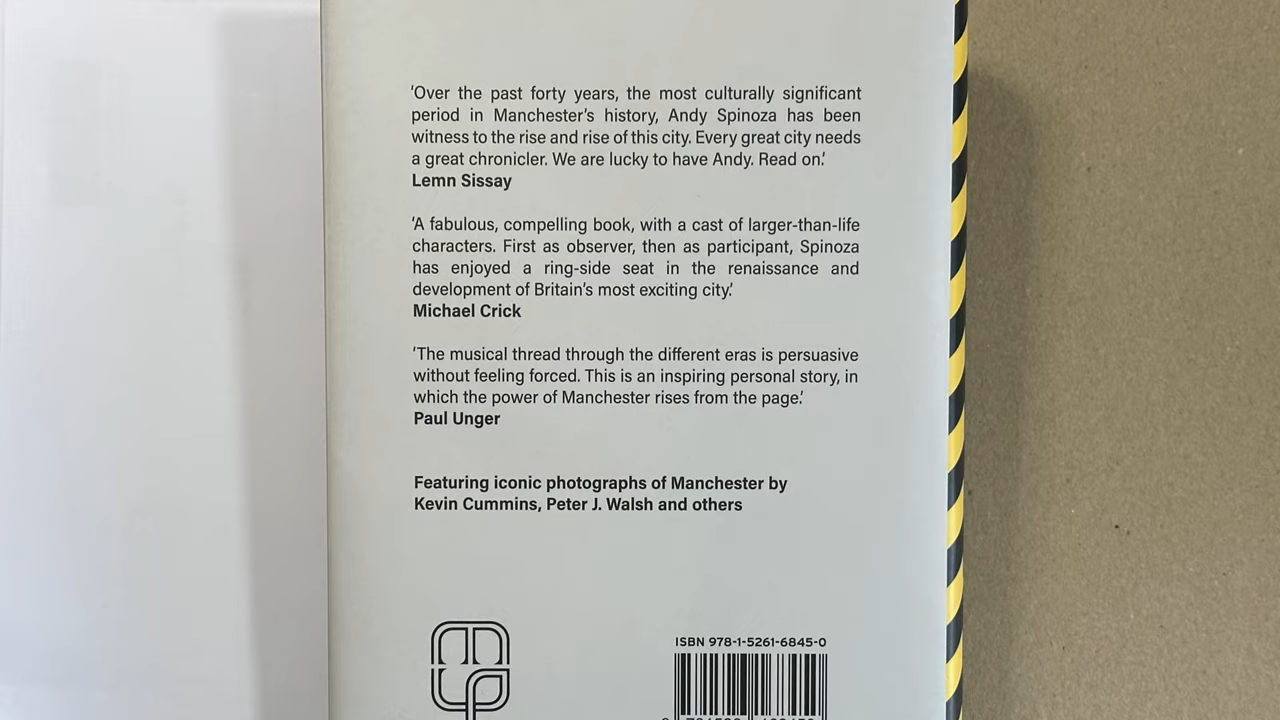 ‘Over the past forty years, the most culturally significant
period in Manchester’s history, Andy Spinoza has been
witness to the rise and rise of this city. Every great city needs
a great chronicler. We are lucky to have Andy. Read on.’
Lemn Sissay
‘A fabulous, compelling book, with a cast of larger-than-life
characters. First as observer, then as participant, Spinoza
has enjoyed a ring-side seat in the renaissance and
development of Britain’s most exciting city.’
Michael Crick
‘The musical thread through the different eras is persuasive
without feeling forced. This is an inspiring personal story, in
which the power of Manchester rises from the page.’
Paul Unger
Featuring iconic photographs of Manchester by
Kevin Cummins, Peter J. Walsh and others
ISBN 978-1-5261-6845-0